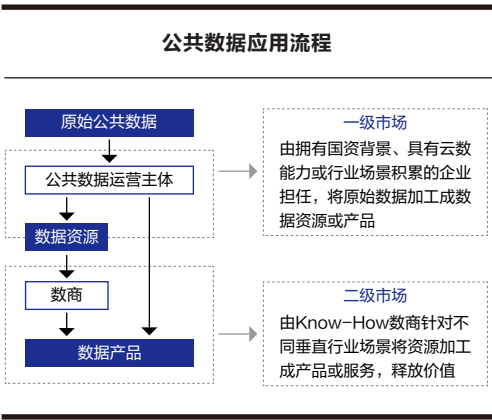 公共数据应用流程
原始公共数据
公共数据运营主体
数据资源
数商
数据产品
一级市场
由拥有国资背景、具有云数
能力或行业场景积累的企业
担任，将原始数据加工成数
据资源或产品
二级市场
由Know-How数商针对不
同垂直行业场景将资源加工
成产品或服务，释放价值